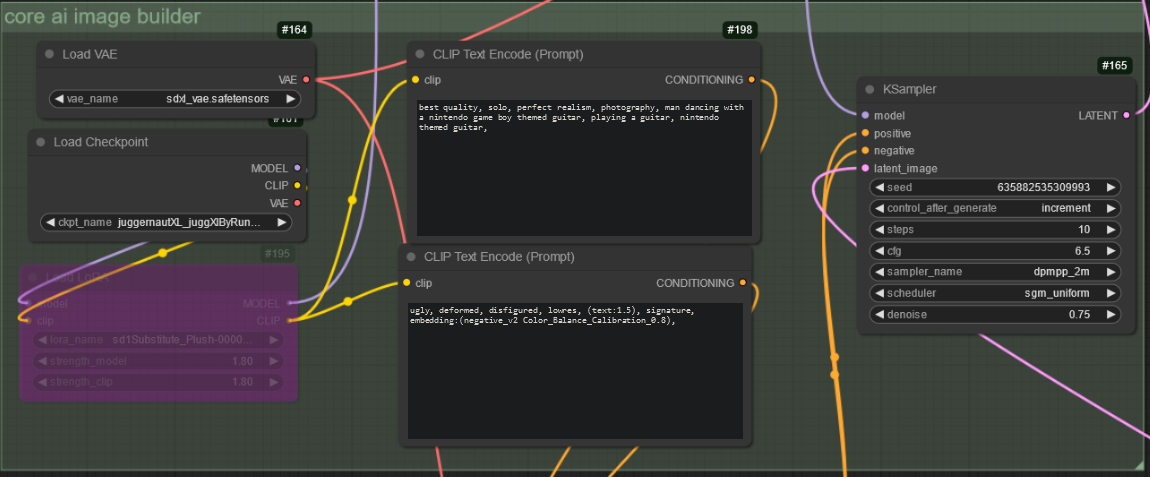 core ai image builder
#164
Load VAE
VAE
vae_name sdxl_vae.safetensors
Load Checkpoint
MODEL
CLIP
VAE
ckpt_name juggernautXL_juggXIByRun...
#195
MODEL
clip CLIP
lora_name sd1Substitute_Plush-0000...
strength_model 1.80
strength_clip 1.80
#198
CLIP Text Encode (Prompt)
clip CONDITIONING
best quality, solo, perfect realism, photography, man dancing with
a nintendo game boy themed guitar, playing a guitar, nintendo
themed guitar,
CLIP Text Encode (Prompt)
clip CONDITIONING
ugly, deformed, disfigured, lowres, (text:1.5), signature,
embedding:(negative_v2 Color_Balance_Calibration_0.8),
#165
KSampler
model LATENT
positive
negative
latent_image
seed 635882535309993
control_after_generate increment
steps 10
cfg 6.5
sampler_name dpmpp_2m
scheduler sgm_uniform
denoise 0.75